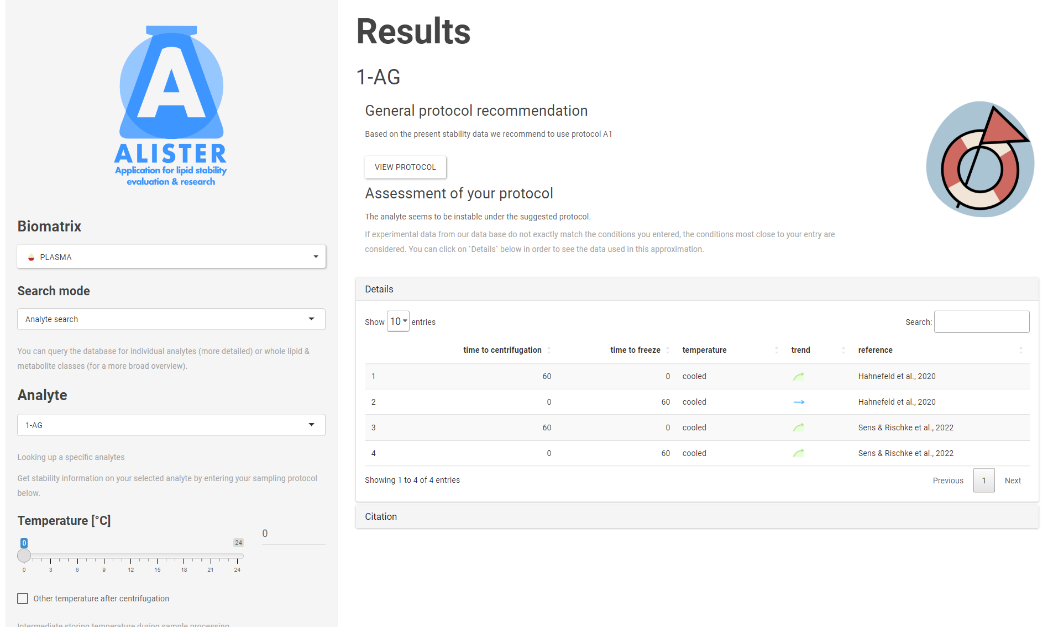 ALISTER
Application for lipid stability
evaluation & research
Biomatrix
PLASMA
Search mode
Analyte search
You can query the database for individual analytes (more detailed) or whole lipid &
metabolite classes (for a more broad overview).
Analyte
1-AG
Looking up a specific analytes
Get stability information on your selected analyte by entering your sampling protocol
below.
Temperature [°C]
0
0 24
0 3 6 9 12 15 18 21 24
Other temperature after centrifugation
Intermediate storing temperature during sample processing
Results
1-AG
General protocol recommendation
Based on the present stability data we recommend to use protocol A1
VIEW PROTOCOL
Assessment of your protocol
The analyte seems to be instable under the suggested protocol.
If experimental data from our data base do not exactly match the conditions you entered, the conditions most close to your entry are
considered. You can click on "Details" below in order to see the data used in this approximation.
Details
Show 10 entries Search:
time to centrifugation time to freeze temperature trend reference
1 60 0 cooled Hahnefeld et al., 2020
2 0 60 cooled Hahnefeld et al., 2020
3 60 0 cooled Sens & Rischke et al., 2022
4 0 60 cooled Sens & Rischke et al., 2022
Showing 1 to 4 of 4 entries Previous 1 Next
Citation